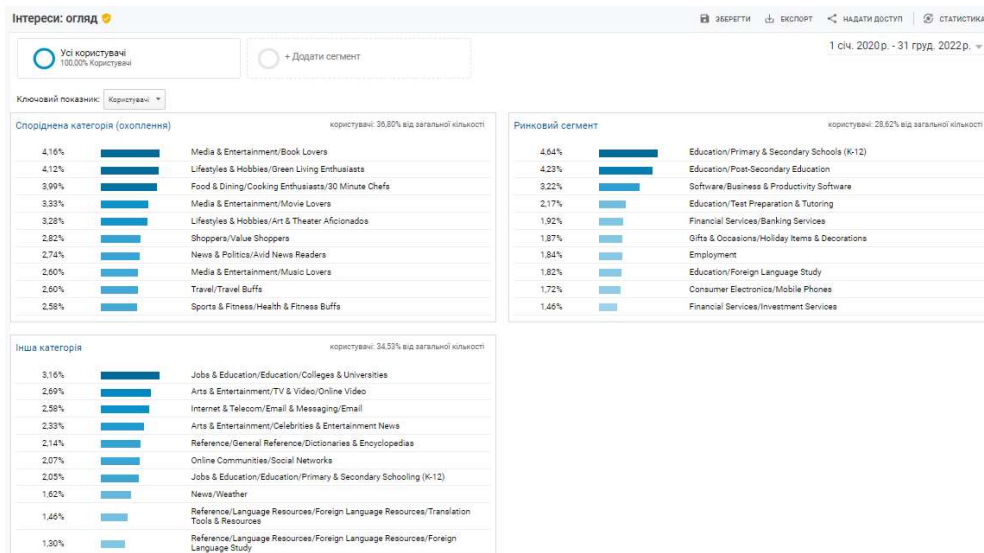 Інтереси: огляд
ЗБЕРЕГТИ ЕКСПОРТ НАДАТИ ДОСТУП СТАТИСТИКА
Усі користувачі
100,00% Користувачі
+ Додати сегмент
1 січ. 2020 р. - 31 груд. 2022 р.
Ключовий показник: Користувачі
Споріднена категорія (охоплення) користувачі: 36,80% від загальної кількості
4,16% Media & Entertainment/Book Lovers
4,12% Lifestyles & Hobbies/Green Living Enthusiasts
3,99% Food & Dining/Cooking Enthusiasts/30 Minute Chefs
3,33% Media & Entertainment/Movie Lovers
3,28% Lifestyles & Hobbies/Art & Theater Aficionados
2,82% Shoppers/Value Shoppers
2,74% News & Politics/Avid News Readers
2,60% Media & Entertainment/Music Lovers
2,60% Travel/Travel Buffs
2,58% Sports & Fitness/Health & Fitness Buffs
Ринковий сегмент користувачі: 28,62% від загальної кількості
4,64% Education/Primary & Secondary Schools (K-12)
4,23% Education/Post-Secondary Education
3,22% Software/Business & Productivity Software
2,17% Education/Test Preparation & Tutoring
1,92% Financial Services/Banking Services
1,87% Gifts & Occasions/Holiday Items & Decorations
1,84% Employment
1,82% Education/Foreign Language Study
1,72% Consumer Electronics/Mobile Phones
1,46% Financial Services/Investment Services
Інша категорія користувачі: 34,53% від загальної кількості
3,16% Jobs & Education/Education/Colleges & Universities
2,69% Arts & Entertainment/TV & Video/Online Video
2,58% Internet & Telecom/Email & Messaging/Email
2,33% Arts & Entertainment/Celebrities & Entertainment News
2,14% Reference/General Reference/Dictionaries & Encyclopedias
2,07% Online Communities/Social Networks
2,05% Jobs & Education/Education/Primary & Secondary Schooling (K-12)
1,62% News/Weather
1,46% Reference/Language Resources/Foreign Language Resources/Translation
Tools & Resources
1,30% Reference/Language Resources/Foreign Language Resources/Foreign
Language Study